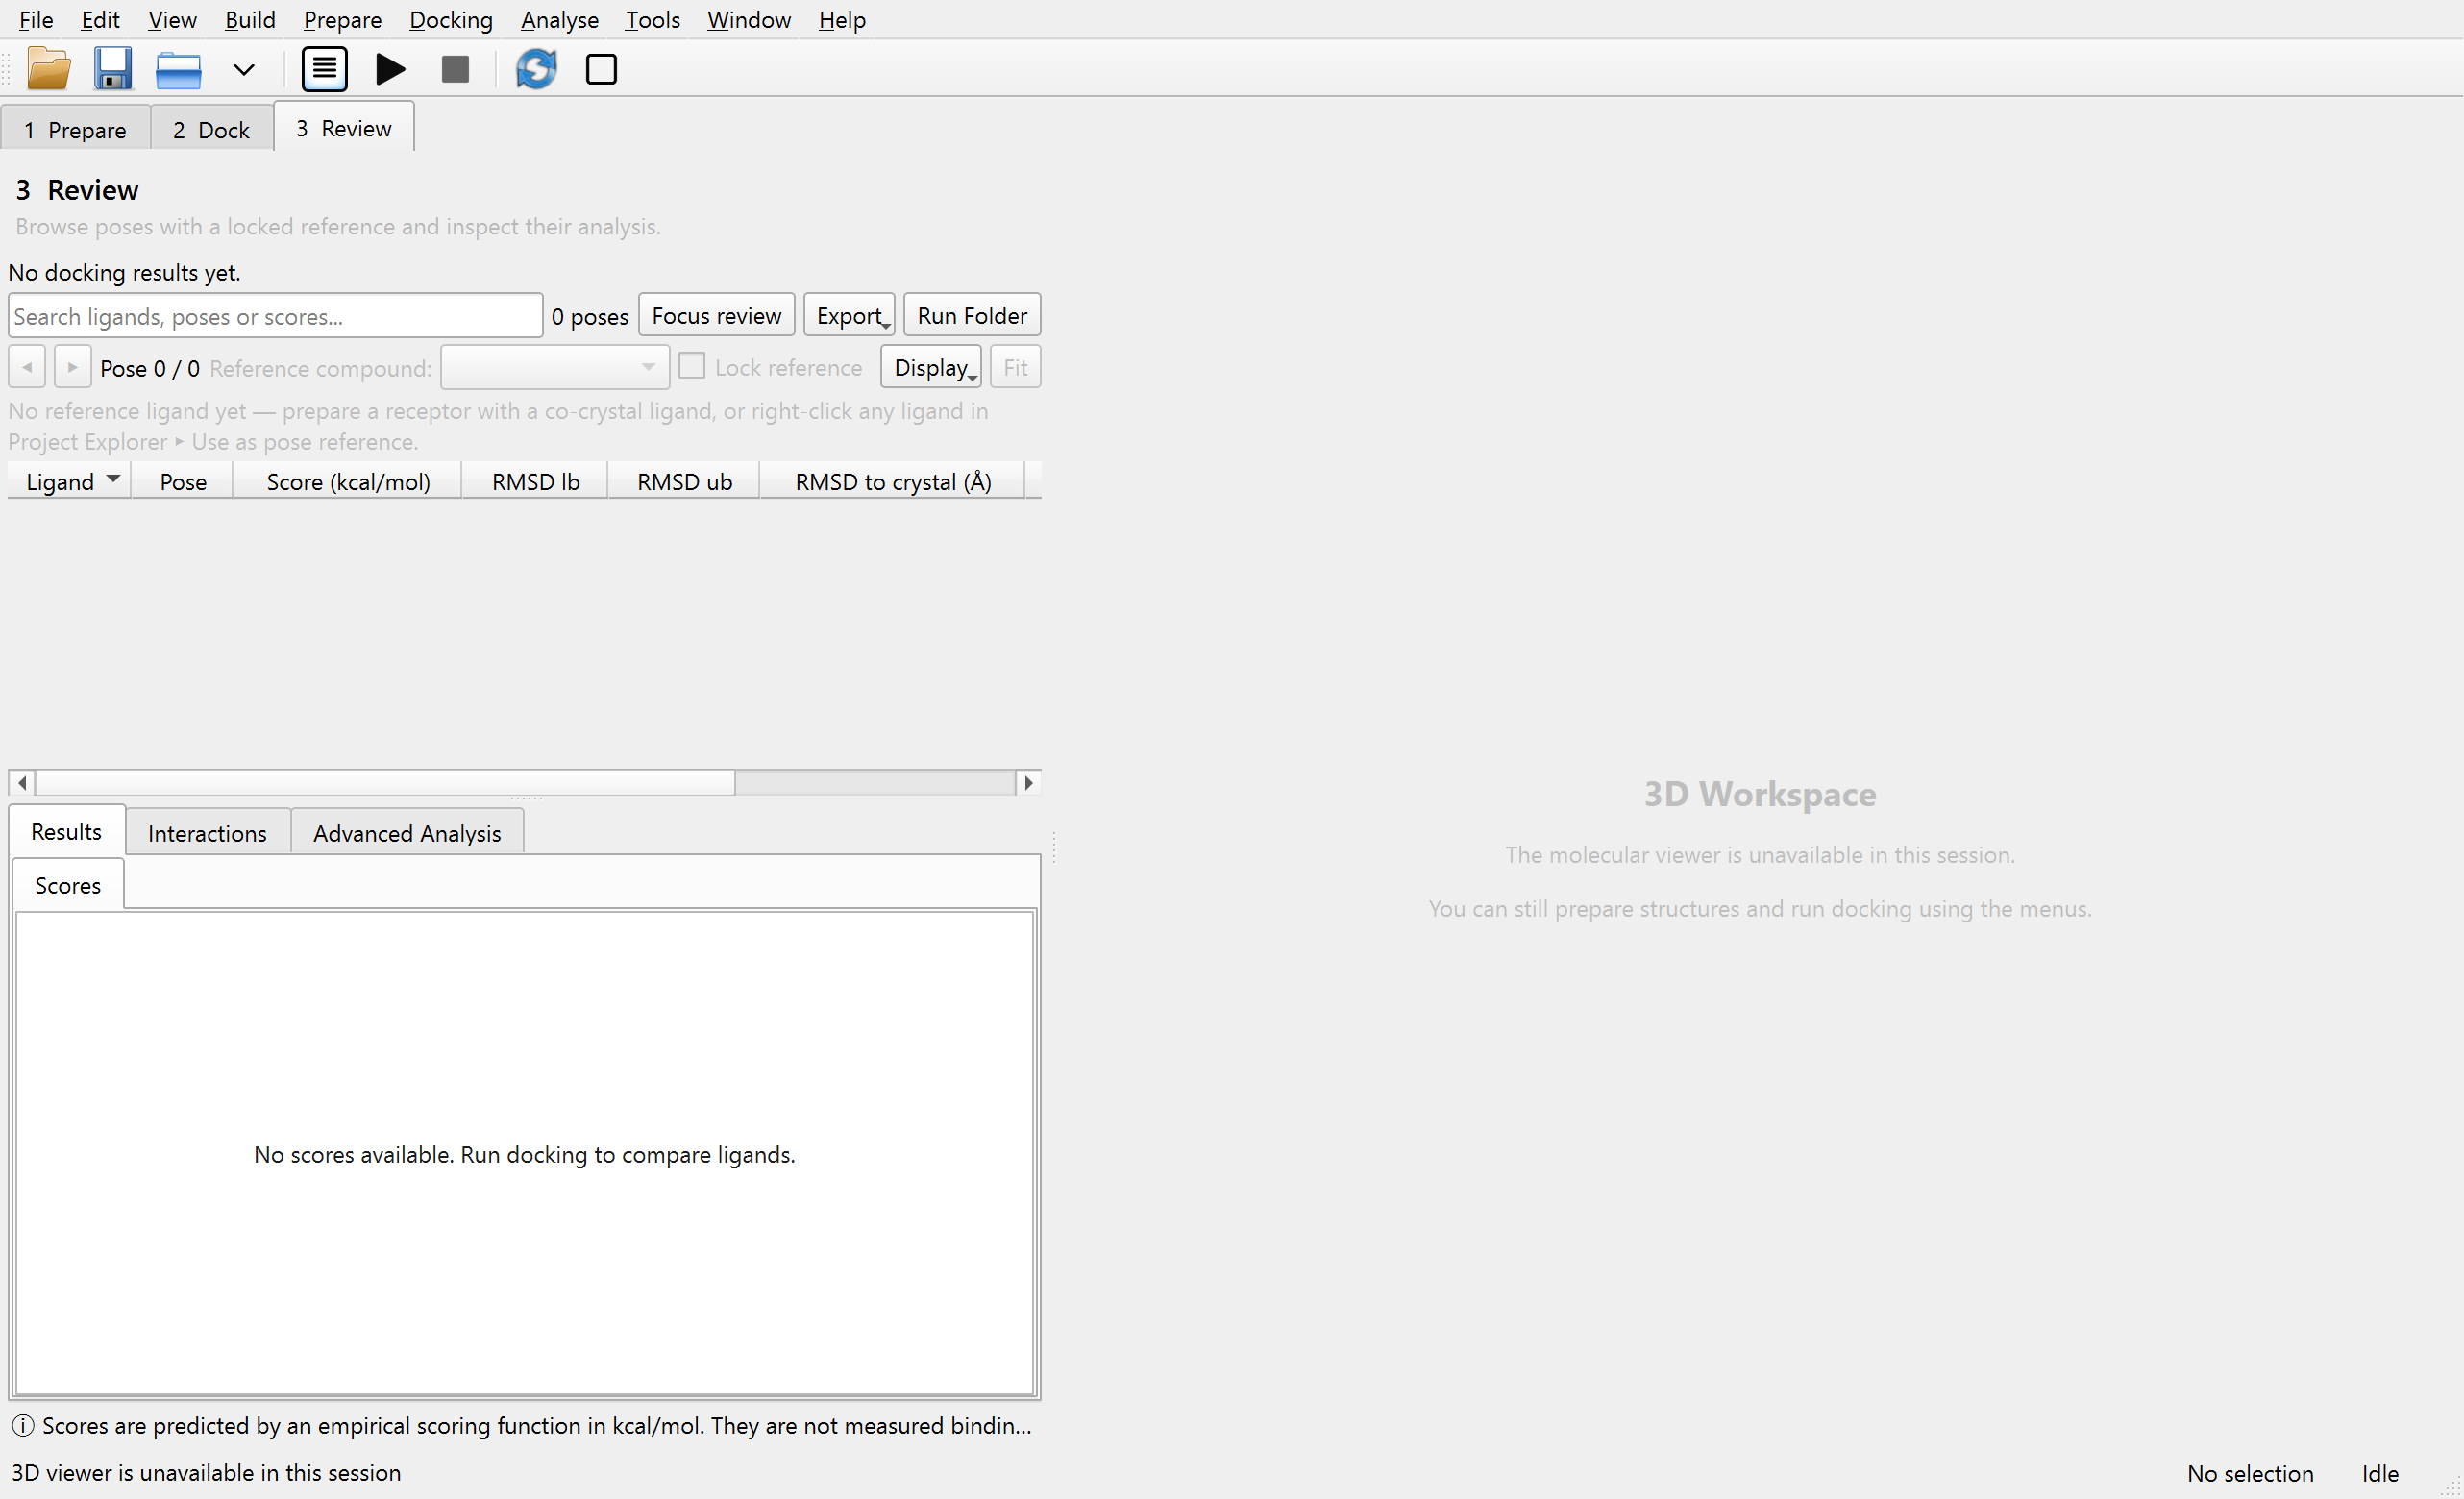 File Edit View Build Prepare Docking Analyse Tools Window Help
1 Prepare 2 Dock 3 Review
3 Review
Browse poses with a locked reference and inspect their analysis.
No docking results yet.
Search ligands, poses or scores... 0 poses Focus review Export Run Folder
Pose 0 / 0 Reference compound: Lock reference Display Fit
No reference ligand yet — prepare a receptor with a co-crystal ligand, or right-click any ligand in
Project Explorer ▸ Use as pose reference.
Ligand Pose Score (kcal/mol) RMSD lb RMSD ub RMSD to crystal (Å)
3D Workspace
The molecular viewer is unavailable in this session.
You can still prepare structures and run docking using the menus.
Results Interactions Advanced Analysis
Scores
No scores available. Run docking to compare ligands.
ⓘ Scores are predicted by an empirical scoring function in kcal/mol. They are not measured bindin...
3D viewer is unavailable in this session No selection Idle